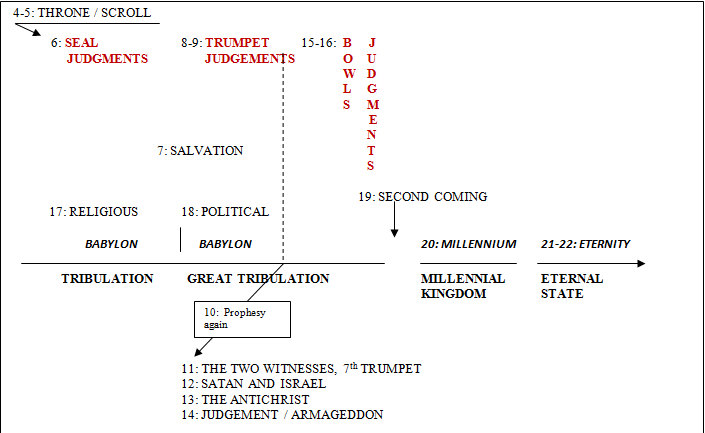 4-5: THRONE / SCROLL
6: SEAL JUDGMENTS
8-9: TRUMPET JUDGEMENTS
15-16: BOWLS JUDGMENTS
7: SALVATION
19: SECOND COMING
17: RELIGIOUS
BABYLON
18: POLITICAL
BABYLON
20: MILLENNIUM
21-22: ETERNITY
TRIBULATION
GREAT TRIBULATION
MILLENNIAL
KINGDOM
ETERNAL
STATE
10: Prophesy
again
11: THE TWO WITNESSES, 7th TRUMPET
12: SATAN AND ISRAEL
13: THE ANTICHRIST
14: JUDGEMENT / ARMAGEDDON